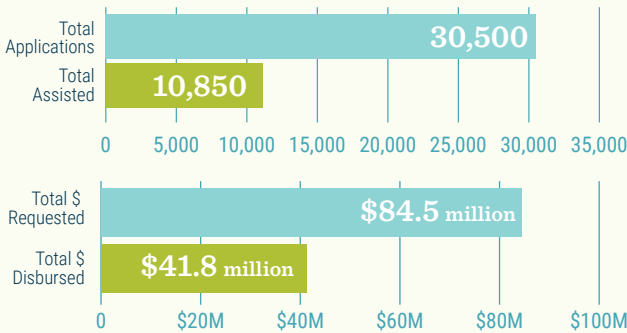 Total
Applications
30,500
Total
Assisted
10,850
0 5,000 10,000 15,000 20,000 25,000 30,000 35,000
Total $
Requested
$84.5 million
Total $
Disbursed
$41.8 million
0 $20M $40M $60M $80M $100M